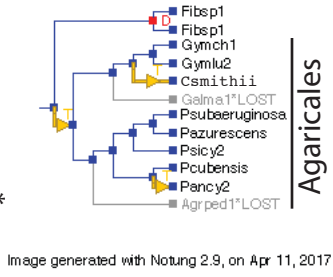 Fibsp1
D
Fibsp1
Gymch1
Gymlu2
T
Csmithii
Galma1*LOST
T
Psubaeruginosa
Pazurescens
Psicy2
Pcubensis
T
Pancy2
Agrped1*LOST
Agaricales
*
Image generated with Notung 2.9, on Apr 11, 2017